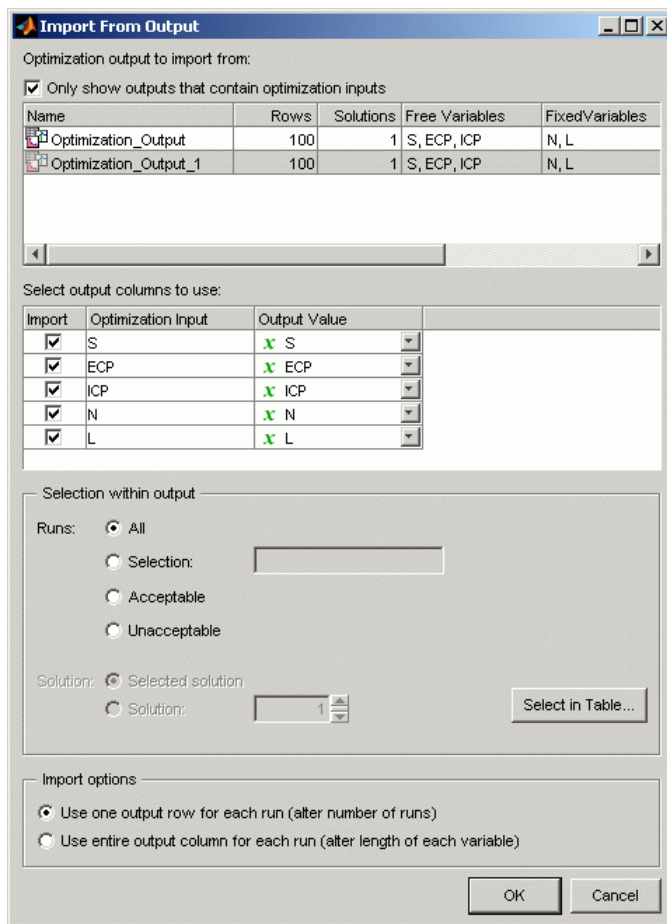 Import From Output
Optimization output to import from:
Only show outputs that contain optimization inputs
Name Rows Solutions Free Variables FixedVariables
Optimization_Output 100 1 S, ECP, ICP N, L
Optimization_Output_1 100 1 S, ECP, ICP N, L
Select output columns to use:
Import Optimization Input Output Value
S x S
ECP x ECP
ICP x ICP
N x N
L x L
Selection within output
Runs: All
Selection:
Acceptable
Unacceptable
Solution: Selected solution
Solution: 1 Select in Table...
Import options
Use one output row for each run (alter number of runs)
Use entire output column for each run (alter length of each variable)
OK Cancel